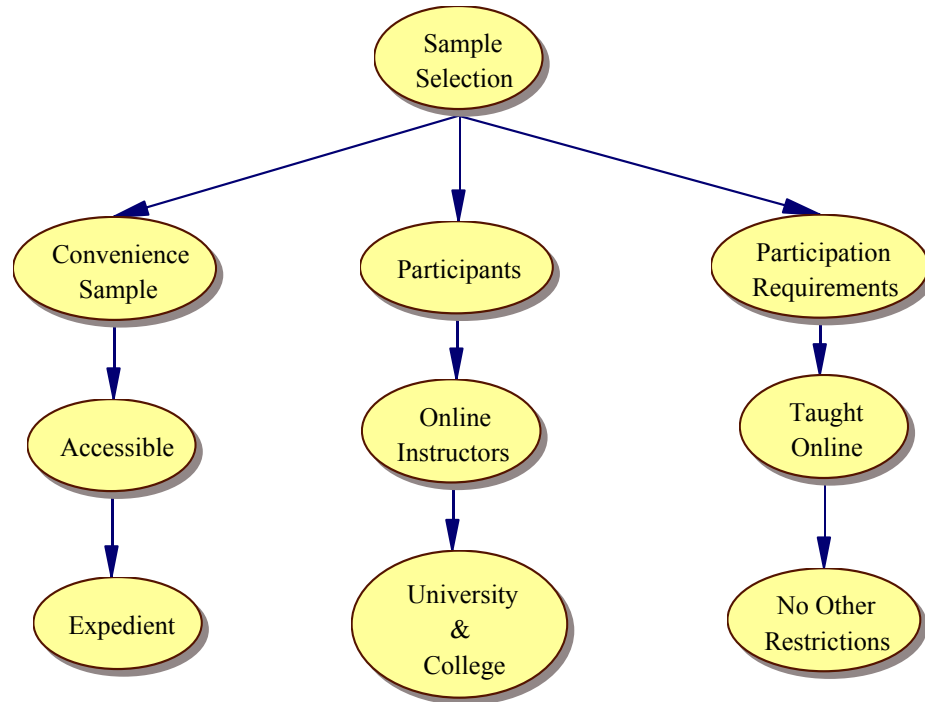 Sample
Selection
Convenience
Sample
Participants
Participation
Requirements
Accessible
Online
Instructors
Taught
Online
Expedient
University
&
College
No Other
Restrictions